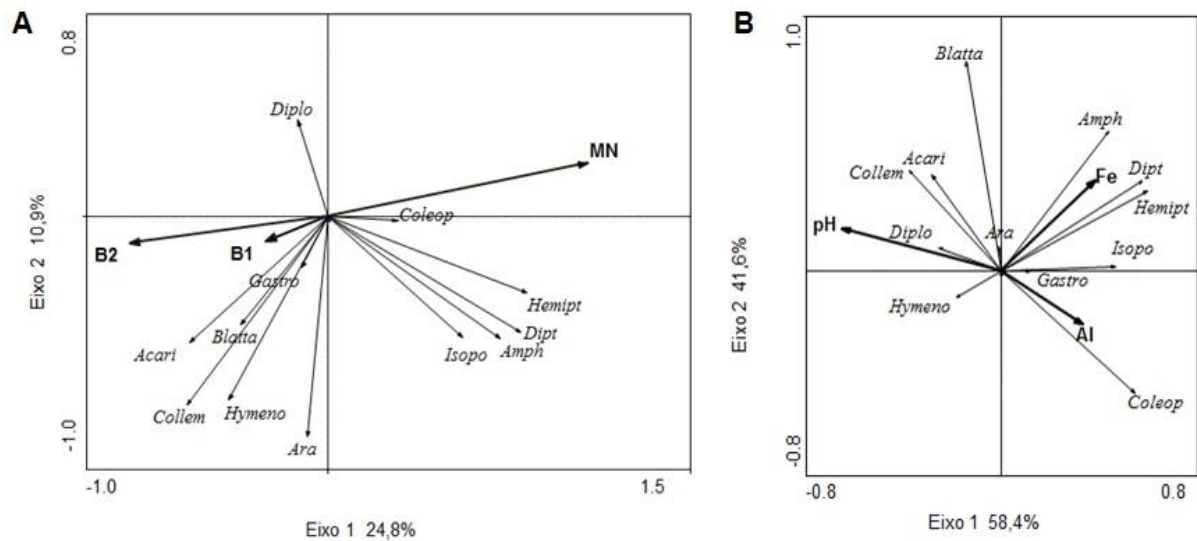 A
0.8
Eixo 2 10,9%
-1.0
Diplo
MN
Coleop
B2
B1
Gastro
Hemipt
Blatta
Acari
Isopo
Dipt
Amph
Collem
Hymeno
Ara
-1.0
1.5
Eixo 1 24,8%
B
1.0
Eixo 2 41,6%
-0.8
Blatta
Amph
Acari
Collem
Fe
Dipt
Hemipt
pH
Diplo
Ara
Isopo
Gastro
Hymeno
Al
Coleop
-0.8
0.8
Eixo 1 58,4%